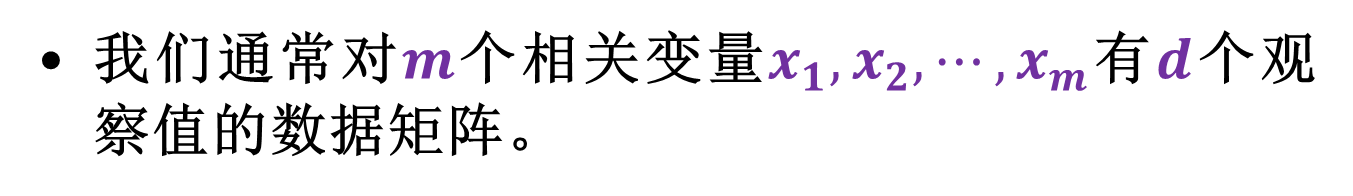 • 我们通常对m个相关变量x₁, x₂, ⋯ , xₘ有d个观
察值的数据矩阵。